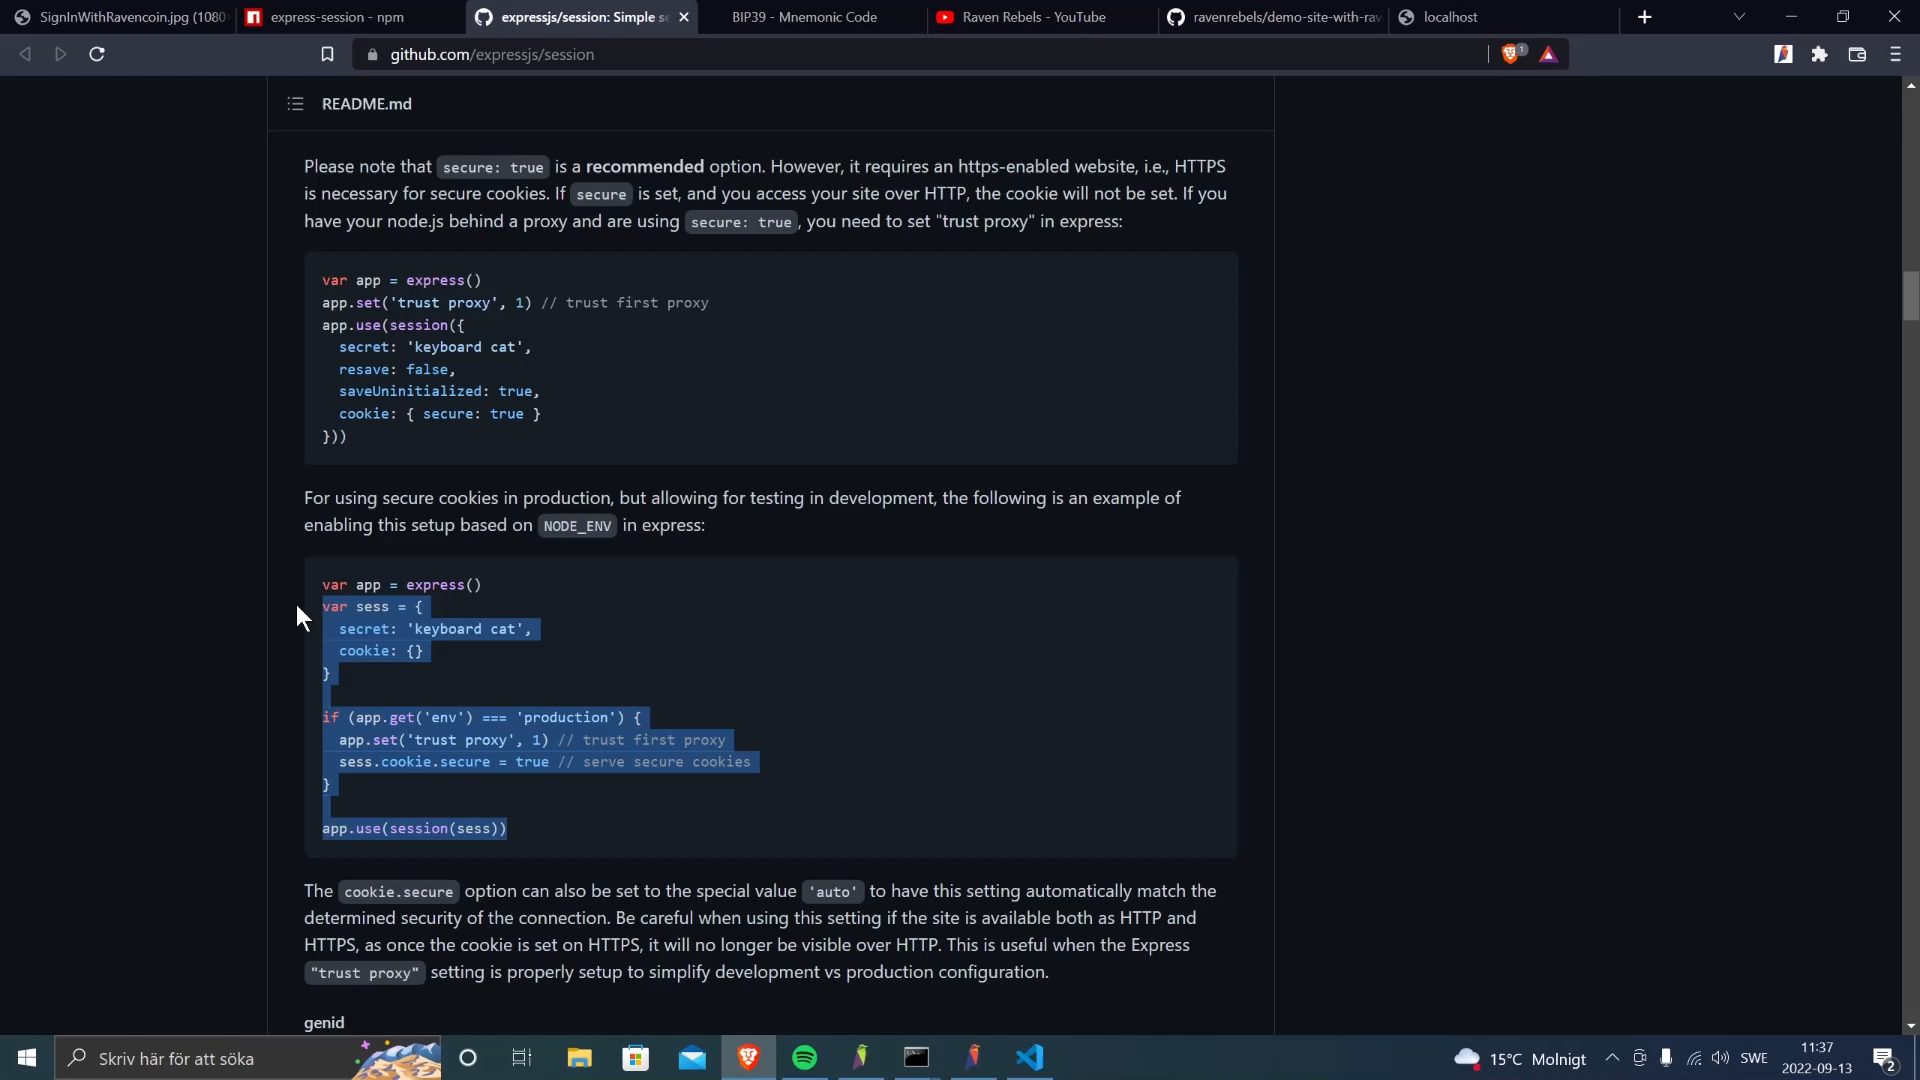 SignInWithRavencoin.jpg (1080
express-session - npm
expressjs/session: Simple se
BIP39 - Mnemonic Code
Raven Rebels - YouTube
ravenrebels/demo-site-with-rav
localhost
github.com/expressjs/session
1
README.md
Please note that secure: true is a recommended option. However, it requires an https-enabled website, i.e., HTTPS
is necessary for secure cookies. If secure is set, and you access your site over HTTP, the cookie will not be set. If you
have your node.js behind a proxy and are using secure: true, you need to set "trust proxy" in express:
var app = express()
app.set('trust proxy', 1) // trust first proxy
app.use(session({
  secret: 'keyboard cat',
  resave: false,
  saveUninitialized: true,
  cookie: { secure: true }
}))
For using secure cookies in production, but allowing for testing in development, the following is an example of
enabling this setup based on NODE_ENV in express:
var app = express()
var sess = {
  secret: 'keyboard cat',
  cookie: {}
}
if (app.get('env') === 'production') {
  app.set('trust proxy', 1) // trust first proxy
  sess.cookie.secure = true // serve secure cookies
}
app.use(session(sess))
The cookie.secure option can also be set to the special value 'auto' to have this setting automatically match the
determined security of the connection. Be careful when using this setting if the site is available both as HTTP and
HTTPS, as once the cookie is set on HTTPS, it will no longer be visible over HTTP. This is useful when the Express
"trust proxy" setting is properly setup to simplify development vs production configuration.
genid
Skriv här för att söka
15°C Molnigt
SWE
11:37
2022-09-13
2